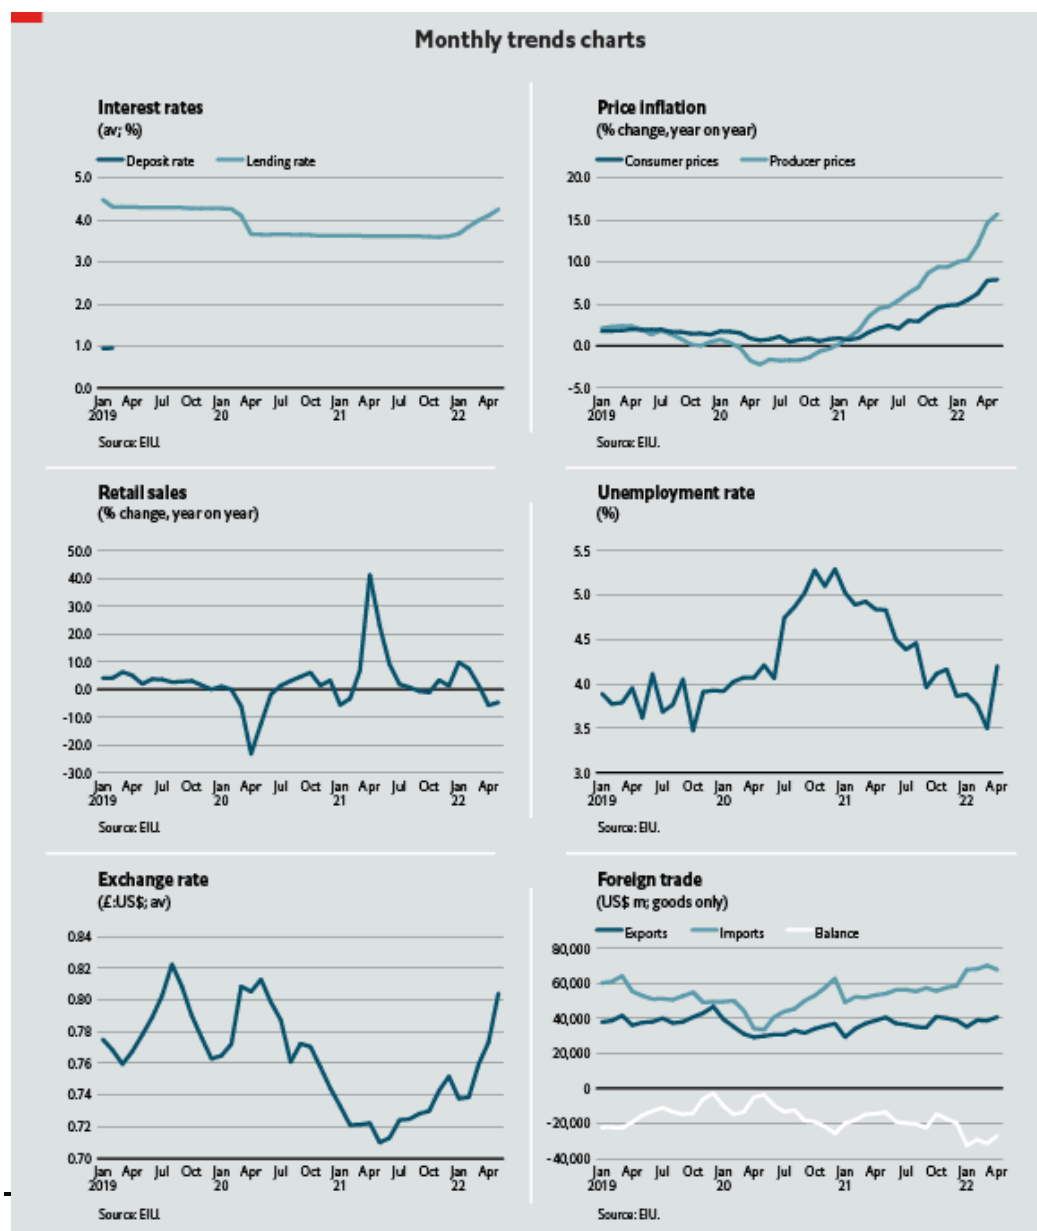 Monthly trends charts
Interest rates
(av; %)
Deposit rate Lending rate
5.0
4.0
3.0
2.0
1.0
0.0
Jan Apr Jul Oct Jan Apr Jul Oct Jan Apr Jul Oct Jan Apr
2019 20 21 22
Source: EIU.
Price inflation
(% change, year on year)
Consumer prices Producer prices
20.0
15.0
10.0
5.0
0.0
-5.0
Jan Apr Jul Oct Jan Apr Jul Oct Jan Apr Jul Oct Jan Apr
2019 20 21 22
Source: EIU.
Retail sales
(% change, year on year)
50.0
40.0
30.0
20.0
10.0
0.0
-10.0
-20.0
-30.0
Jan Apr Jul Oct Jan Apr Jul Oct Jan Apr Jul Oct Jan Apr
2019 20 21 22
Source: EIU.
Unemployment rate
(%)
5.5
5.0
4.5
4.0
3.5
3.0
Jan Apr Jul Oct Jan Apr Jul Oct Jan Apr Jul Oct Jan Apr
2019 20 21 22
Source: EIU.
Exchange rate
(£:US$; av)
0.84
0.82
0.80
0.78
0.76
0.74
0.72
0.70
Jan Apr Jul Oct Jan Apr Jul Oct Jan Apr Jul Oct Jan Apr
2019 20 21 22
Source: EIU.
Foreign trade
(US$ m; goods only)
Exports Imports Balance
80,000
60,000
40,000
20,000
0
-20,000
-40,000
Jan Apr Jul Oct Jan Apr Jul Oct Jan Apr Jul Oct Jan Apr
2019 20 21 22
Source: EIU.